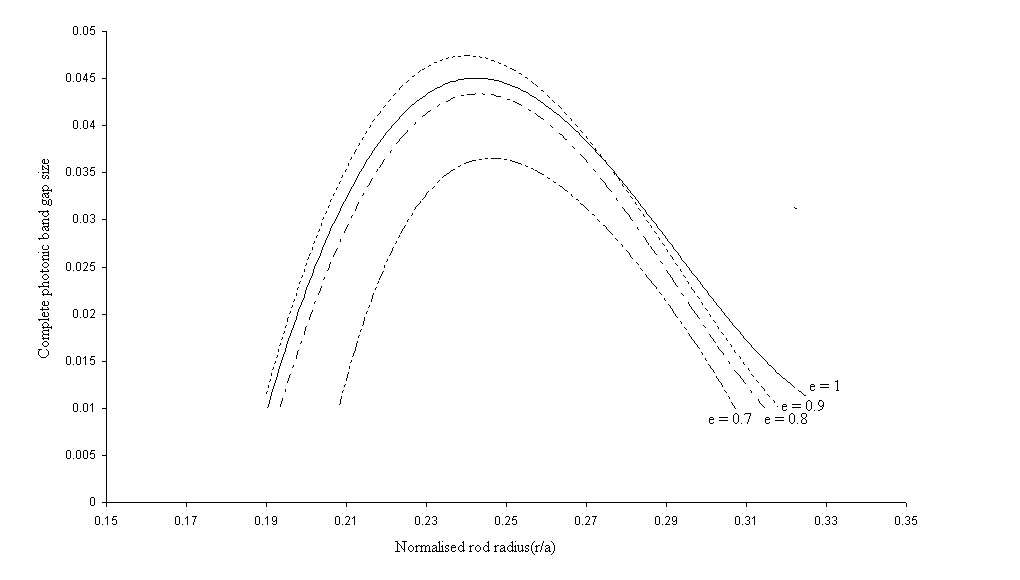 0.05
0.045
0.04
0.035
0.03
0.025
0.02
0.015
0.01
0.005
0
Complete photonic band gap size
e = 1
e = 0.9
e = 0.7
e = 0.8
0.15 0.17 0.19 0.21 0.23 0.25 0.27 0.29 0.31 0.33 0.35
Normalised rod radius(r/a)